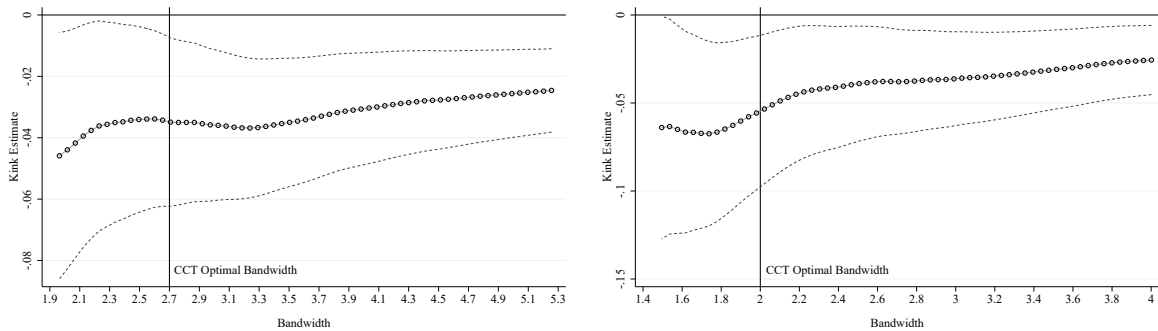 0
-.02
-.04
-.06
-.08
Kink Estimate
CCT Optimal Bandwidth
1.9 2.1 2.3 2.5 2.7 2.9 3.1 3.3 3.5 3.7 3.9 4.1 4.3 4.5 4.7 4.9 5.1 5.3
Bandwidth
0
-.05
-.1
-.15
Kink Estimate
CCT Optimal Bandwidth
1.4 1.6 1.8 2 2.2 2.4 2.6 2.8 3 3.2 3.4 3.6 3.8 4
Bandwidth